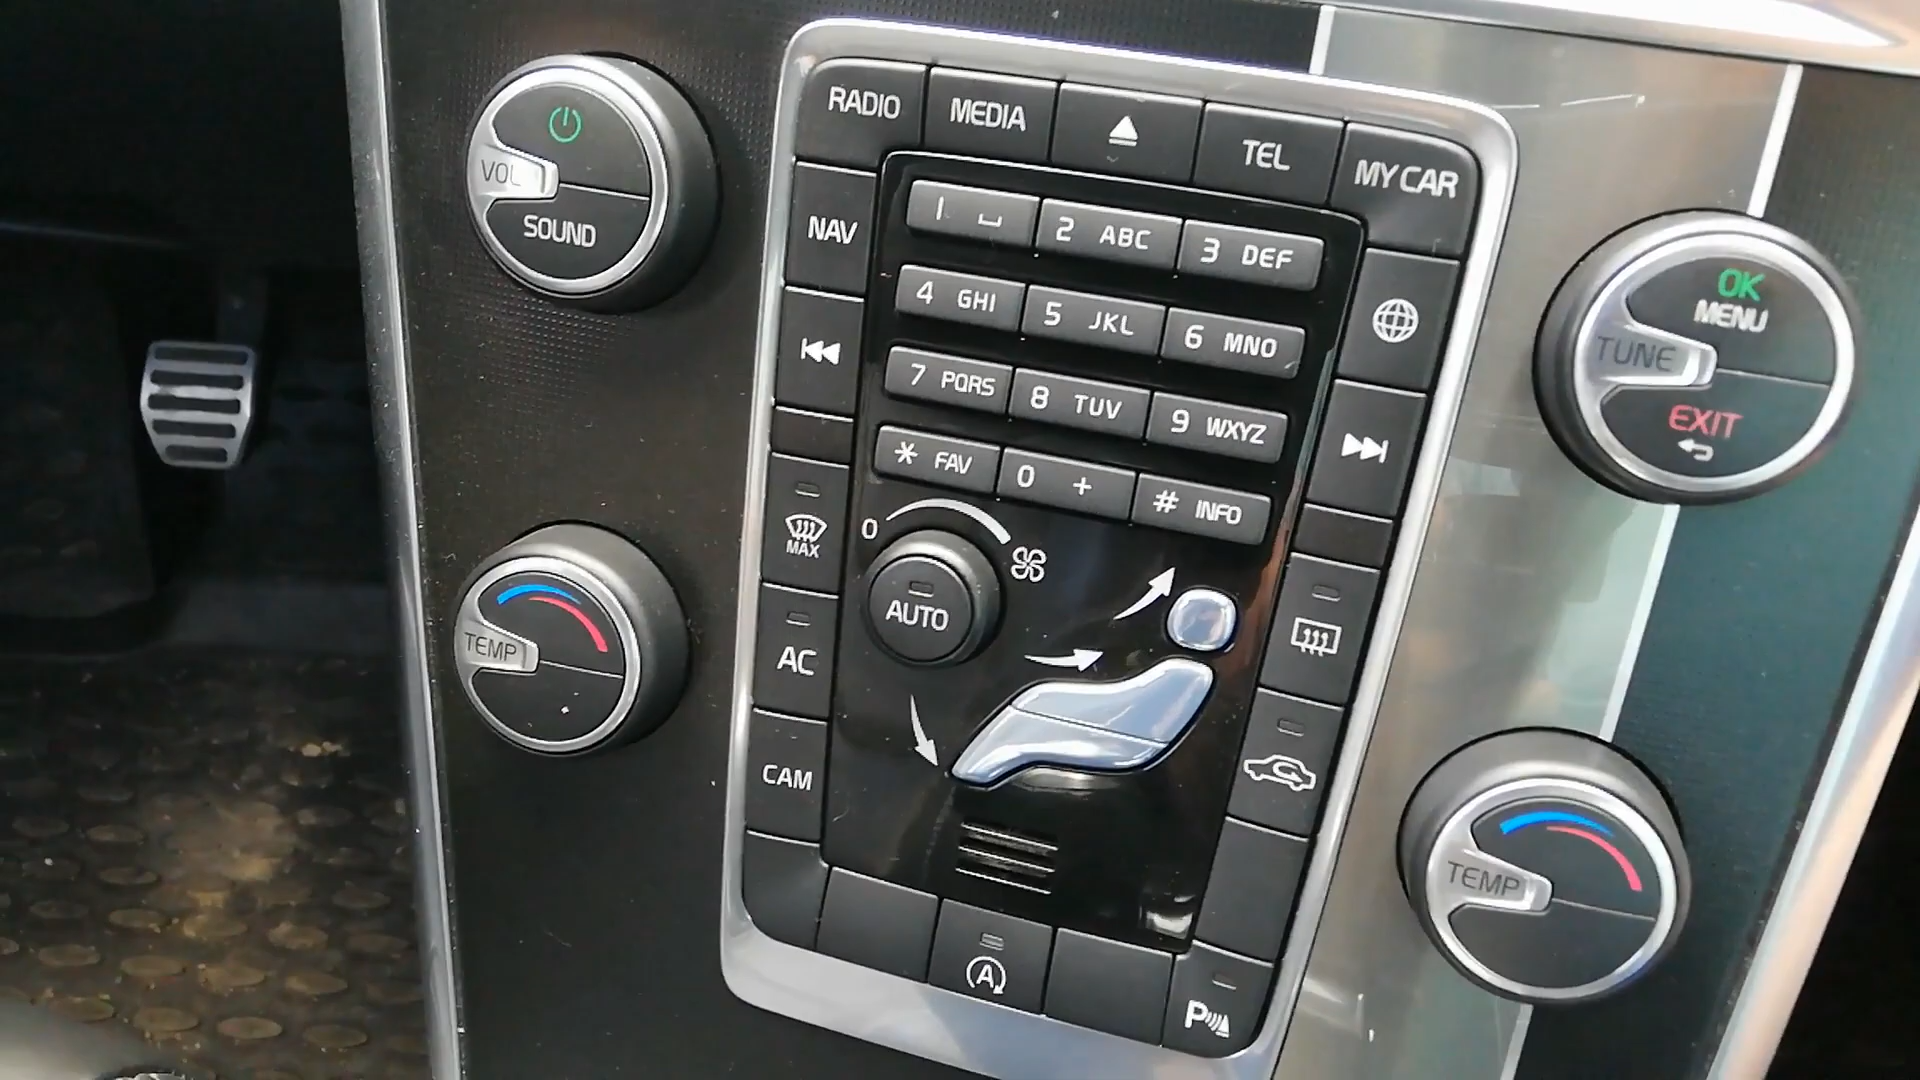 RADIO
MEDIA
TEL
MY CAR
VOL
SOUND
NAV
1
2 ABC
3 DEF
4 GHI
5 JKL
6 MNO
7 PQRS
8 TUV
9 WXYZ
* FAV
0 +
# INFO
OK
MENU
TUNE
EXIT
MAX
0
AUTO
TEMP
AC
CAM
TEMP
A
P